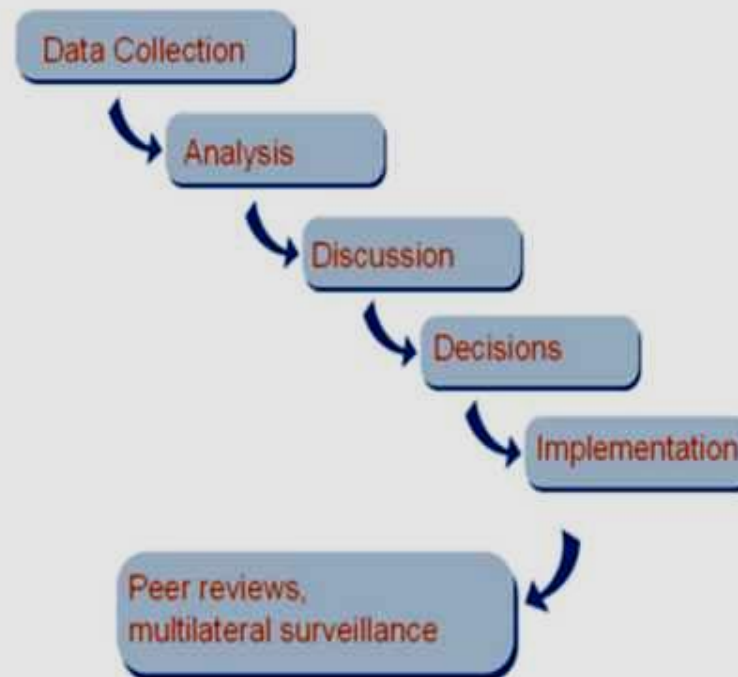 Data Collection
Analysis
Discussion
Decisions
Implementation
Peer reviews,
multilateral surveillance